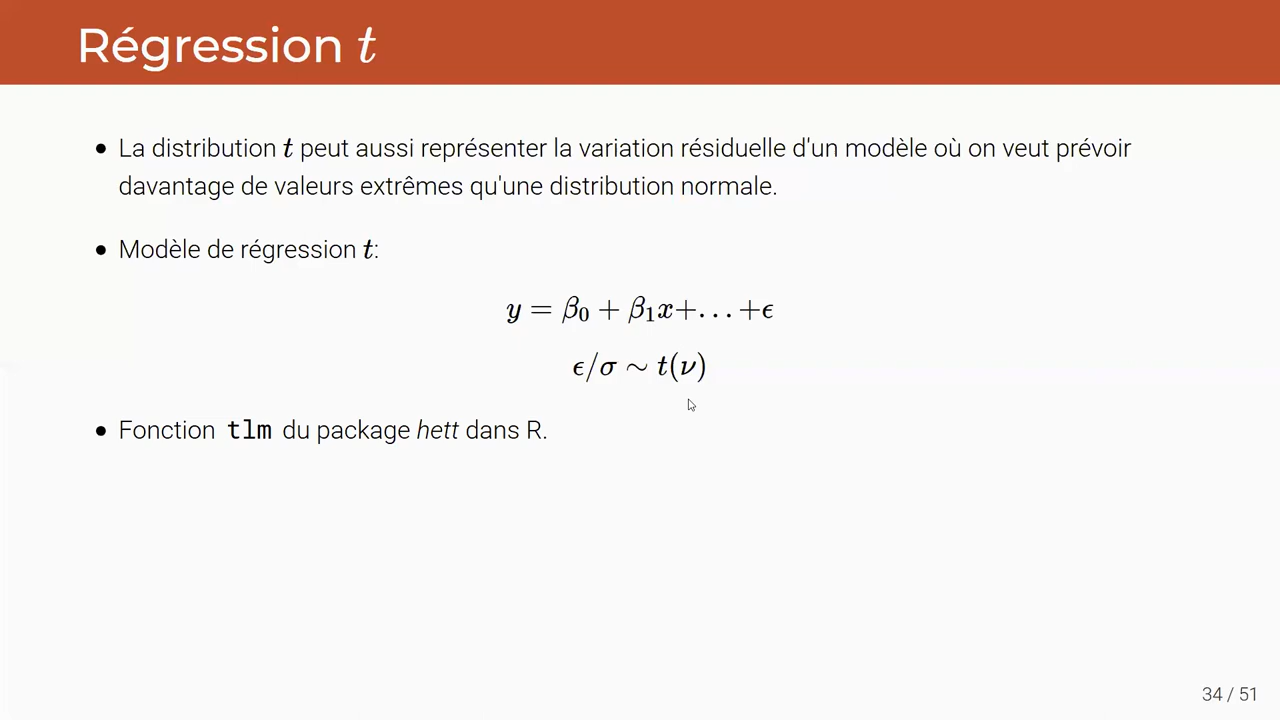 Régression t
• La distribution t peut aussi représenter la variation résiduelle d'un modèle où on veut prévoir
davantage de valeurs extrêmes qu'une distribution normale.
• Modèle de régression t:
y = β₀ + β₁x+. . . +ϵ
ϵ/σ ∼ t(ν)
• Fonction tlm du package hett dans R.
34 / 51